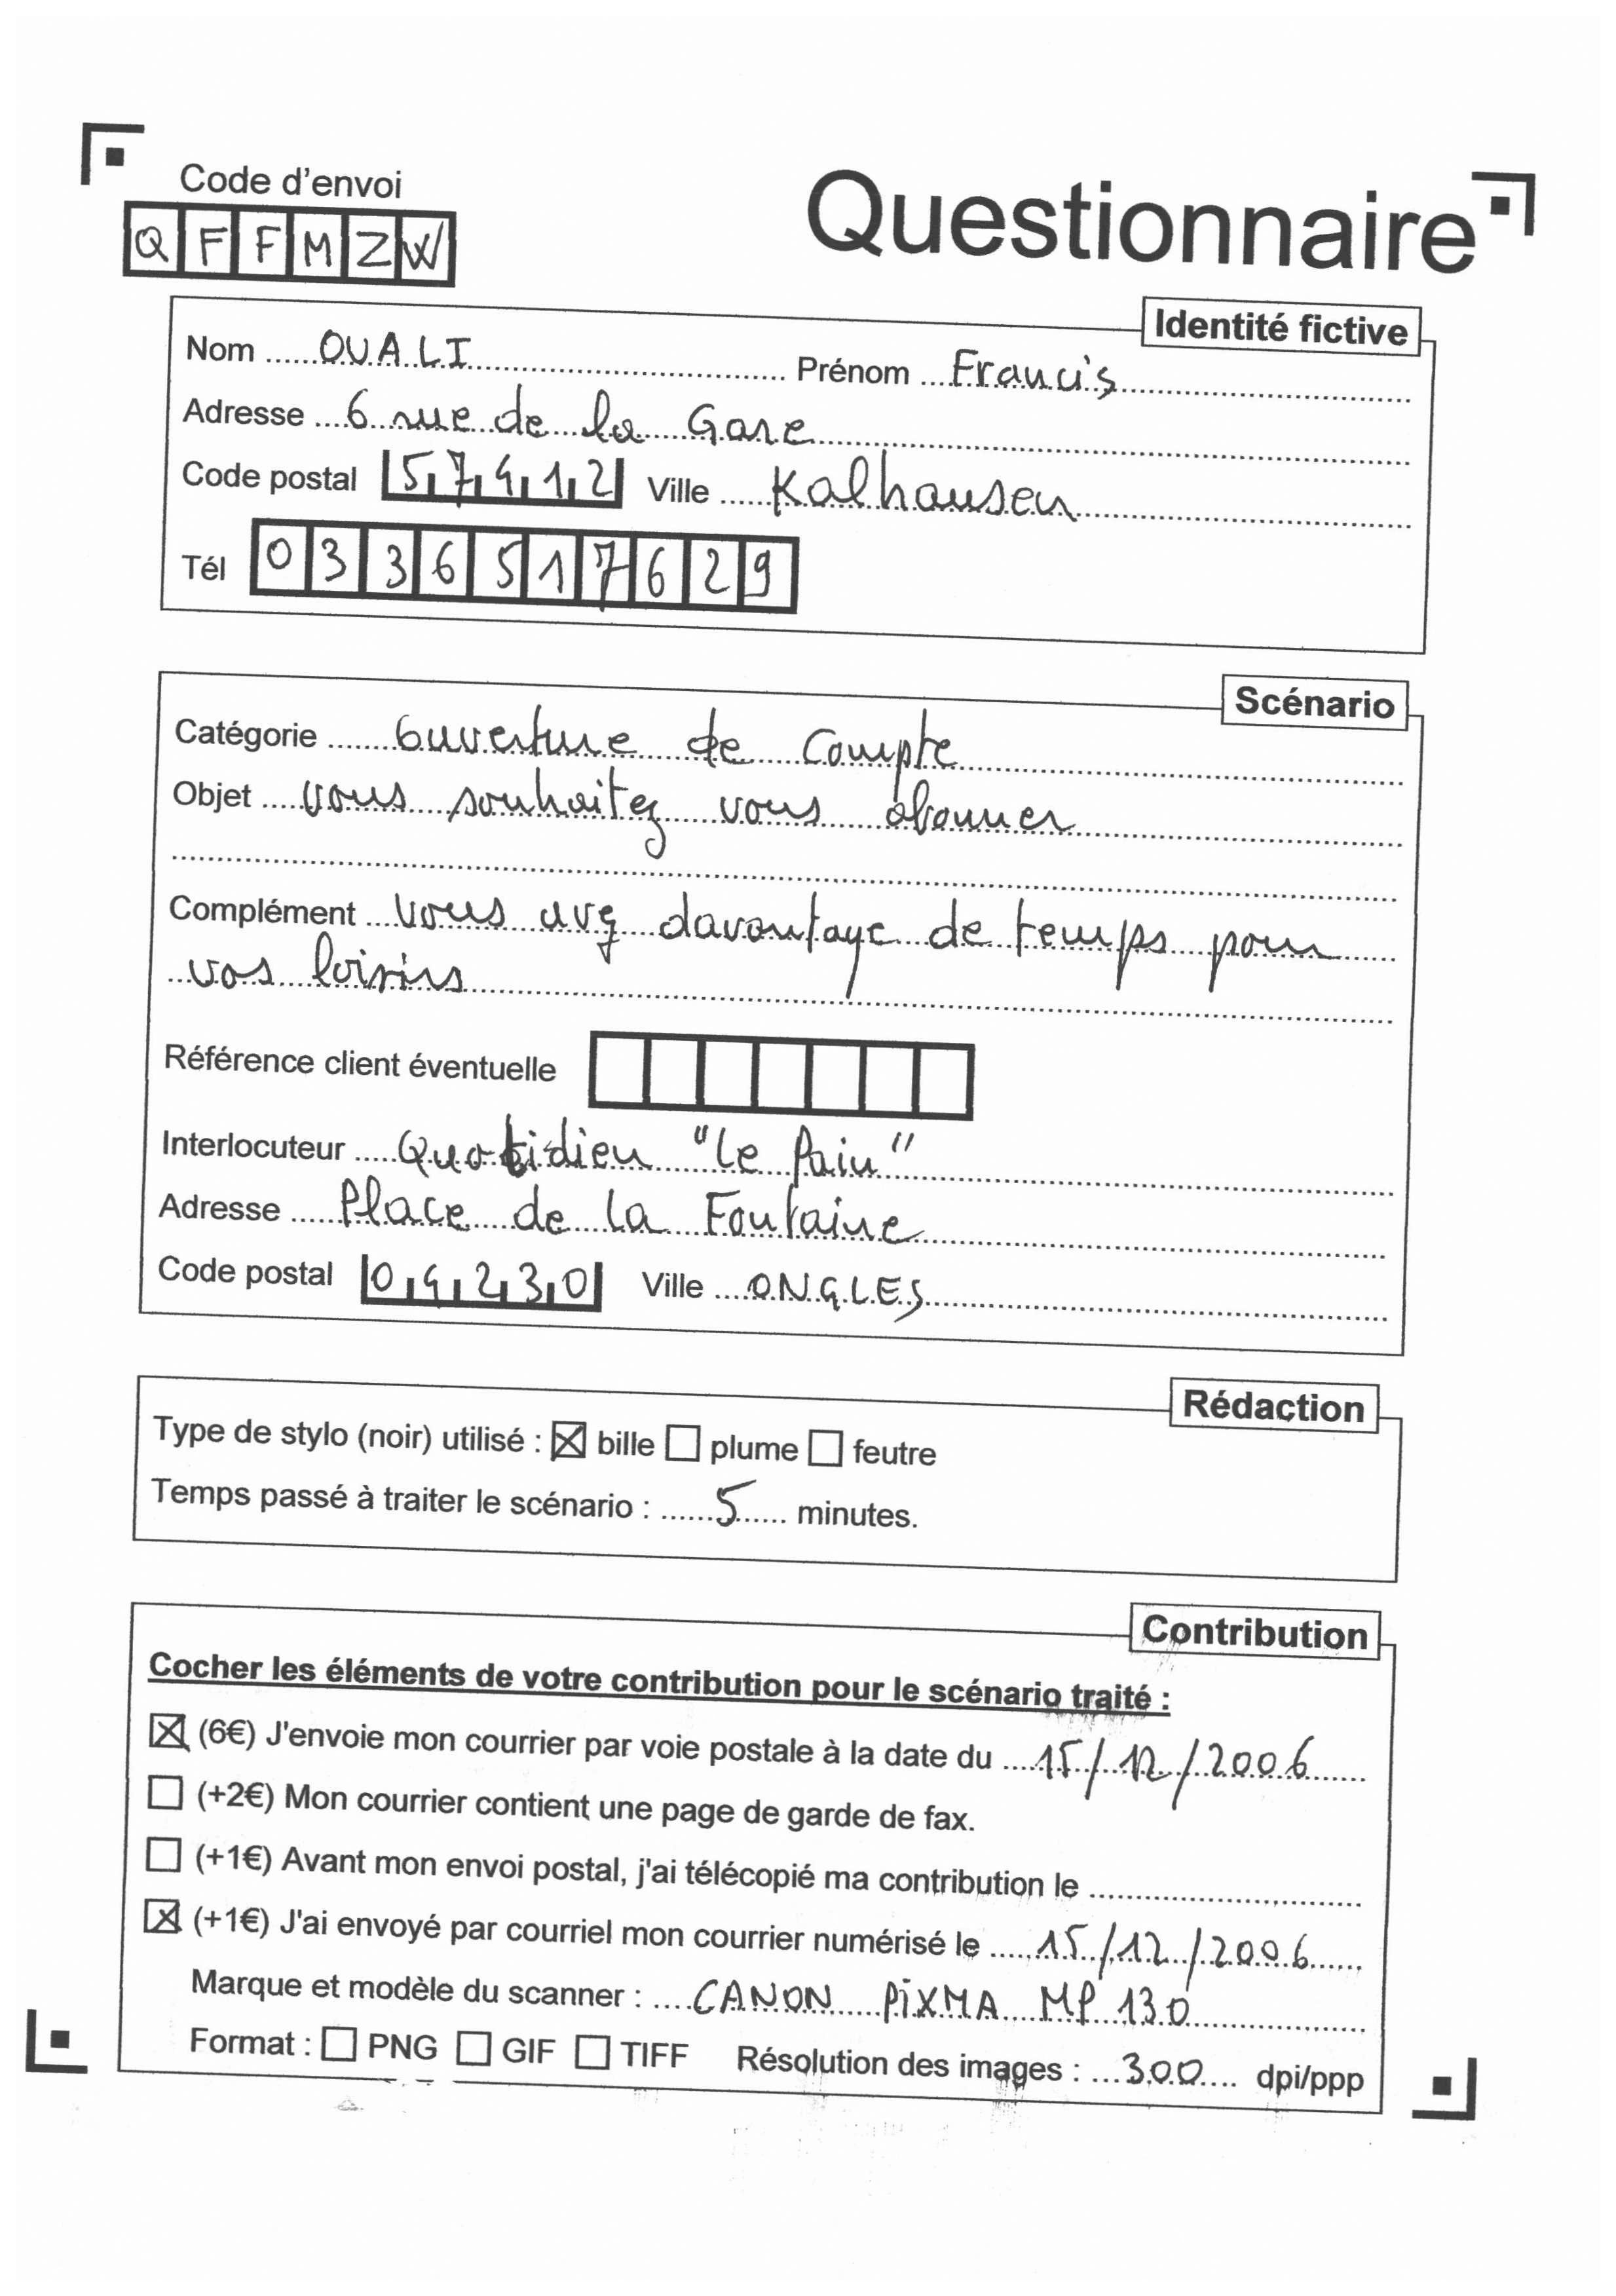 Code d'envoi
QFFMZW
Questionnaire
Identité fictive
Nom OUALI Prénom Francis
Adresse 6 rue de la Gare
Code postal 57412 Ville Kalhausen
Tél 0336517629
Scénario
Catégorie Ouverture de Compte
Objet Vous souhaitez vous abonner
Complément Vous avez davantage de temps pour
vos loisirs
Référence client éventuelle
Interlocuteur Quotidien "Le Pain"
Adresse Place de la Fontaine
Code postal 04230 Ville ONGLES
Rédaction
Type de stylo (noir) utilisé : ☒ bille ☐ plume ☐ feutre
Temps passé à traiter le scénario : 5 minutes.
Contribution
Cocher les éléments de votre contribution pour le scénario traité :
☒ (6€) J'envoie mon courrier par voie postale à la date du 15/12/2006
☐ (+2€) Mon courrier contient une page de garde de fax.
☐ (+1€) Avant mon envoi postal, j'ai télécopié ma contribution le
☒ (+1€) J'ai envoyé par courriel mon courrier numérisé le 15/12/2006
Marque et modèle du scanner : CANON PiXMA MP 130
Format : ☐ PNG ☐ GIF ☐ TIFF Résolution des images : 300 dpi/ppp